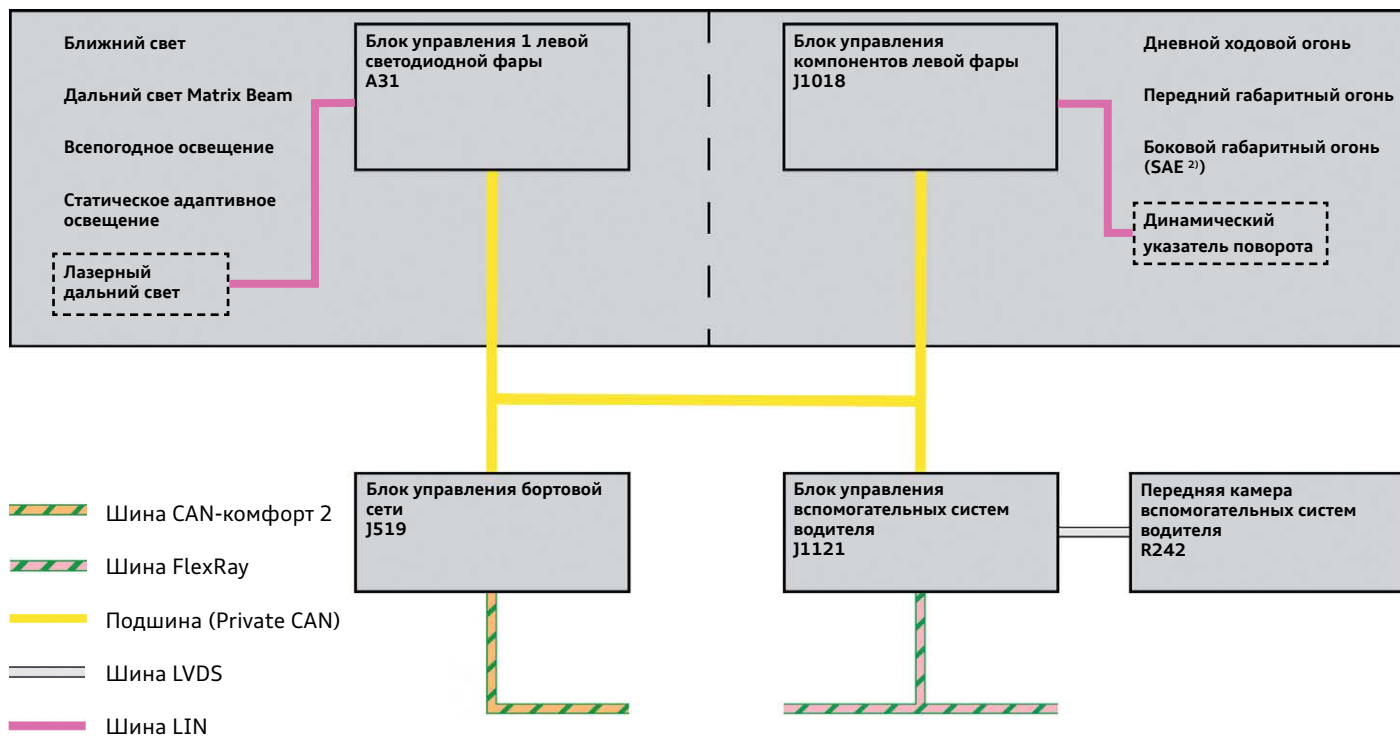 Ближний свет
Дальний свет Matrix Beam
Всепогодное освещение
Статическое адаптивное
освещение
Лазерный
дальний свет
Блок управления 1 левой
светодиодной фары
A31
Блок управления
компонентов левой фары
J1018
Дневной ходовой огонь
Передний габаритный огонь
Боковой габаритный огонь
(SAE ²⁾)
Динамический
указатель поворота
Блок управления бортовой
сети
J519
Блок управления
вспомогательных систем
водителя
J1121
Передняя камера
вспомогательных систем
водителя
R242
Шина CAN-комфорт 2
Шина FlexRay
Подшина (Private CAN)
Шина LVDS
Шина LIN